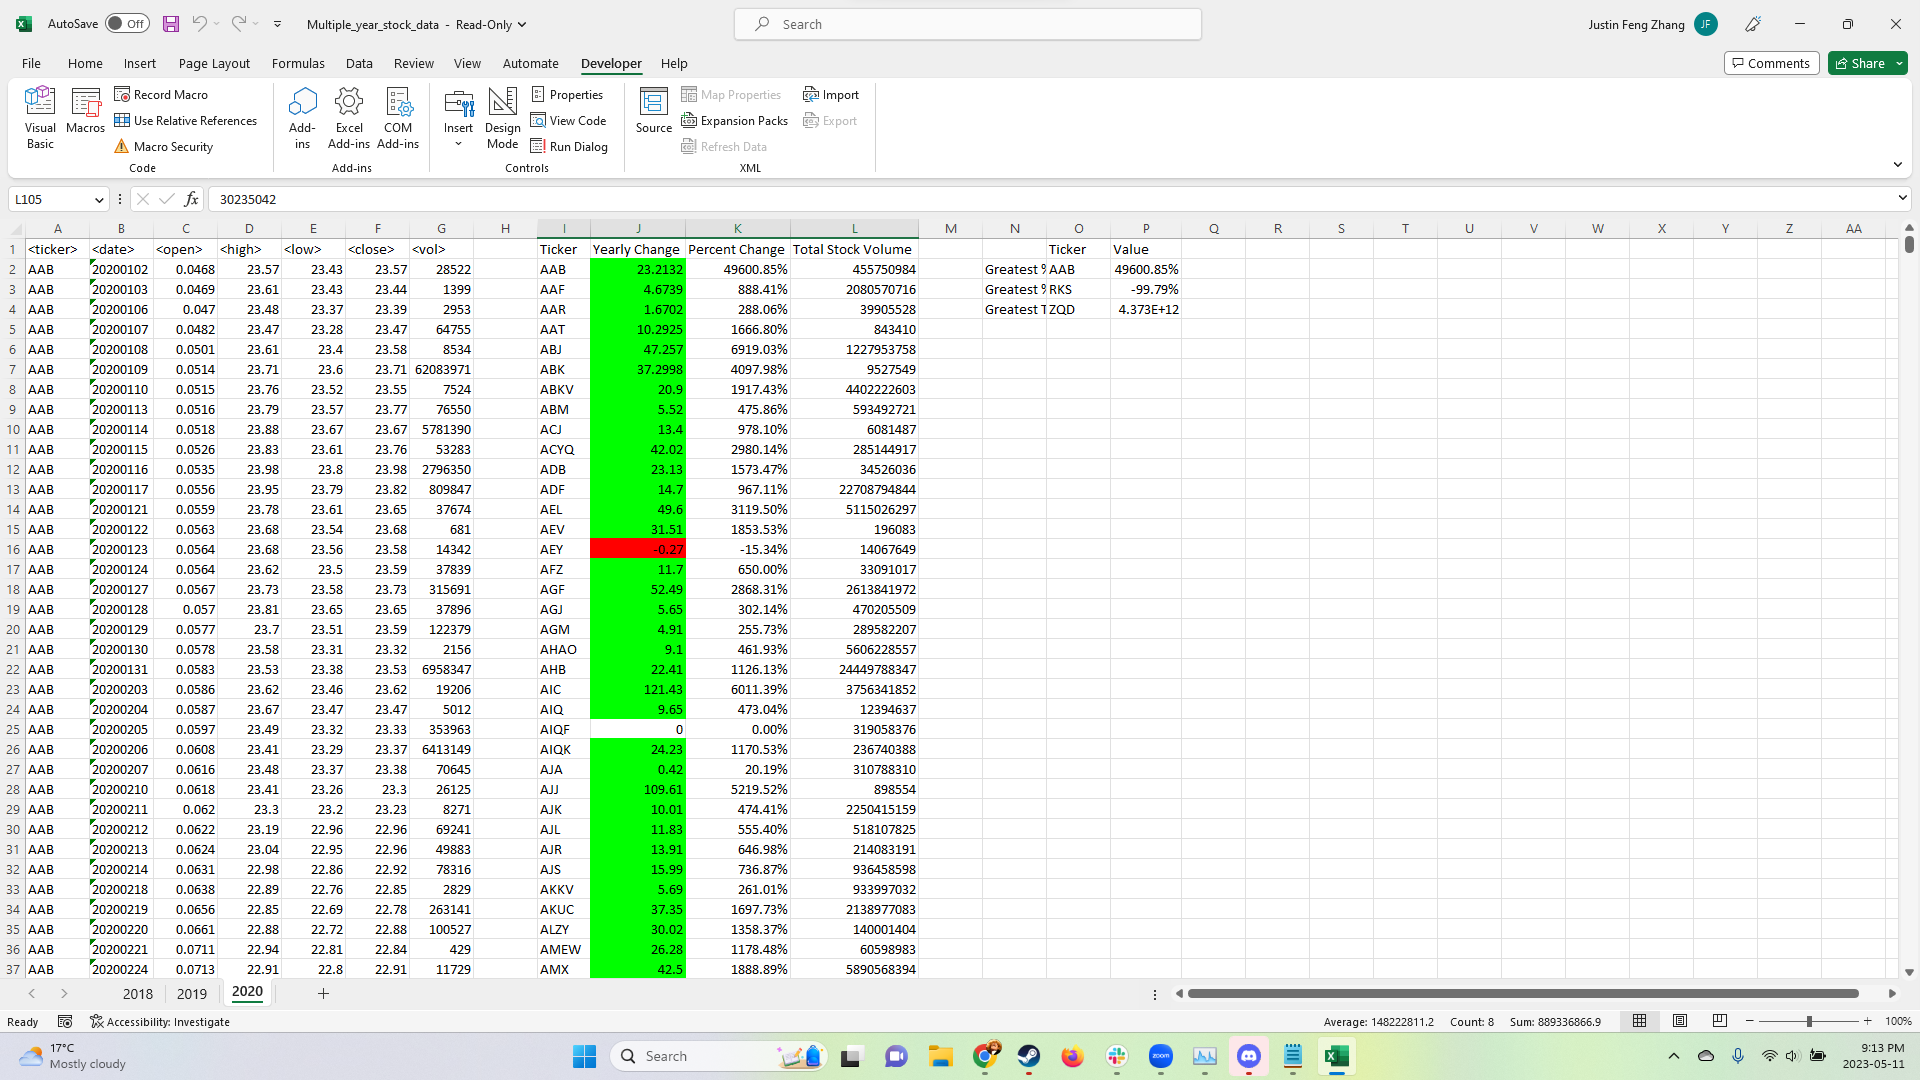 AutoSave Off Multiple_year_stock_data - Read-Only Search Justin Feng Zhang JF
File Home Insert Page Layout Formulas Data Review View Automate Developer Help Comments Share
Visual Basic Macros Record Macro Use Relative References Macro Security Code
Add-ins Excel Add-ins COM Add-ins Add-ins
Insert Design Mode Properties View Code Run Dialog Controls
Source Map Properties Expansion Packs Refresh Data Import Export XML
L105 fx 30235042
A B C D E F G H I J K L M N O P Q R S T U V W X Y Z AA
1 <ticker> <date> <open> <high> <low> <close> <vol> Ticker Yearly Change Percent Change Total Stock Volume Ticker Value
2 AAB 20200102 0.0468 23.57 23.43 23.57 28522 AAB 23.2132 49600.85% 455750984 Greatest % AAB 49600.85%
3 AAB 20200103 0.0469 23.61 23.43 23.44 1399 AAF 4.6739 888.41% 2080570716 Greatest % RKS -99.79%
4 AAB 20200106 0.047 23.48 23.37 23.39 2953 AAR 1.6702 288.06% 39905528 Greatest T ZQD 4.373E+12
5 AAB 20200107 0.0482 23.47 23.28 23.47 64755 AAT 10.2925 1666.80% 843410
6 AAB 20200108 0.0501 23.61 23.4 23.58 8534 ABJ 47.257 6919.03% 1227953758
7 AAB 20200109 0.0514 23.71 23.6 23.71 62083971 ABK 37.2998 4097.98% 9527549
8 AAB 20200110 0.0515 23.76 23.52 23.55 7524 ABKV 20.9 1917.43% 4402222603
9 AAB 20200113 0.0516 23.79 23.57 23.77 76550 ABM 5.52 475.86% 593492721
10 AAB 20200114 0.0518 23.88 23.67 23.67 5781390 ACJ 13.4 978.10% 6081487
11 AAB 20200115 0.0526 23.83 23.61 23.76 53283 ACYQ 42.02 2980.14% 285144917
12 AAB 20200116 0.0535 23.98 23.8 23.98 2796350 ADB 23.13 1573.47% 34526036
13 AAB 20200117 0.0556 23.95 23.79 23.82 809847 ADF 14.7 967.11% 22708794844
14 AAB 20200121 0.0559 23.78 23.61 23.65 37674 AEL 49.6 3119.50% 5115026297
15 AAB 20200122 0.0563 23.68 23.54 23.68 681 AEV 31.51 1853.53% 196083
16 AAB 20200123 0.0564 23.68 23.56 23.58 14342 AEY -0.27 -15.34% 14067649
17 AAB 20200124 0.0564 23.62 23.5 23.59 37839 AFZ 11.7 650.00% 33091017
18 AAB 20200127 0.0567 23.73 23.58 23.73 315691 AGF 52.49 2868.31% 2613841972
19 AAB 20200128 0.057 23.81 23.65 23.65 37896 AGJ 5.65 302.14% 470205509
20 AAB 20200129 0.0577 23.7 23.51 23.59 122379 AGM 4.91 255.73% 289582207
21 AAB 20200130 0.0578 23.58 23.31 23.32 2156 AHAO 9.1 461.93% 5606228557
22 AAB 20200131 0.0583 23.53 23.38 23.53 6958347 AHB 22.41 1126.13% 24449788347
23 AAB 20200203 0.0586 23.62 23.46 23.62 19206 AIC 121.43 6011.39% 3756341852
24 AAB 20200204 0.0587 23.67 23.47 23.47 5012 AIQ 9.65 473.04% 12394637
25 AAB 20200205 0.0597 23.49 23.32 23.33 353963 AIQF 0 0.00% 319058376
26 AAB 20200206 0.0608 23.41 23.29 23.37 6413149 AIQK 24.23 1170.53% 236740388
27 AAB 20200207 0.0616 23.48 23.37 23.38 70645 AJA 0.42 20.19% 310788310
28 AAB 20200210 0.0618 23.41 23.26 23.3 26125 AJJ 109.61 5219.52% 898554
29 AAB 20200211 0.062 23.3 23.2 23.23 8271 AJK 10.01 474.41% 2250415159
30 AAB 20200212 0.0622 23.19 22.96 22.96 69241 AJL 11.83 555.40% 518107825
31 AAB 20200213 0.0624 23.04 22.95 22.96 49883 AJR 13.91 646.98% 214083191
32 AAB 20200214 0.0631 22.98 22.86 22.92 78316 AJS 15.99 736.87% 936458598
33 AAB 20200218 0.0638 22.89 22.76 22.85 2829 AKKV 5.69 261.01% 933997032
34 AAB 20200219 0.0656 22.85 22.69 22.78 263141 AKUC 37.35 1697.73% 2138977083
35 AAB 20200220 0.0661 22.88 22.72 22.88 100527 ALZY 30.02 1358.37% 140001404
36 AAB 20200221 0.0711 22.94 22.81 22.84 429 AMEW 26.28 1178.48% 60598983
37 AAB 20200224 0.0713 22.91 22.8 22.91 11729 AMX 42.5 1888.89% 5890568394
2018 2019 2020
Ready Accessibility: Investigate Average: 148222811.2 Count: 8 Sum: 889336866.9 100%
17°C Mostly cloudy Search zoom 9:13 PM 2023-05-11